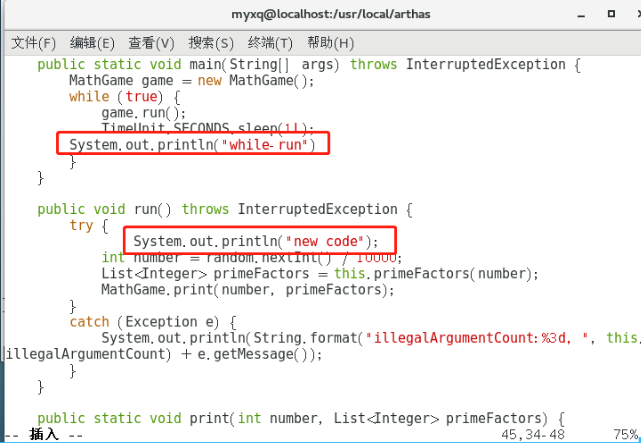 myxq@localhost:/usr/local/arthas
文件(F) 编辑(E) 查看(V) 搜索(S) 终端(T) 帮助(H)
public static void main(String[] args) throws InterruptedException {
MathGame game = new MathGame();
while (true) {
game.run();
TimeUnit.SECONDS.sleep(1L);
System.out.println("while-run")
}
}
public void run() throws InterruptedException {
try {
System.out.println("new code");
int number = random.nextInt() / 10000;
List<Integer> primeFactors = this.primeFactors(number);
MathGame.print(number, primeFactors);
}
catch (Exception e) {
System.out.println(String.format("illegalArgumentCount:%3d, ", this.
illegalArgumentCount) + e.getMessage());
}
}
public static void print(int number, List<Integer> primeFactors) {
-- 插入 -- 45,34-48 75%